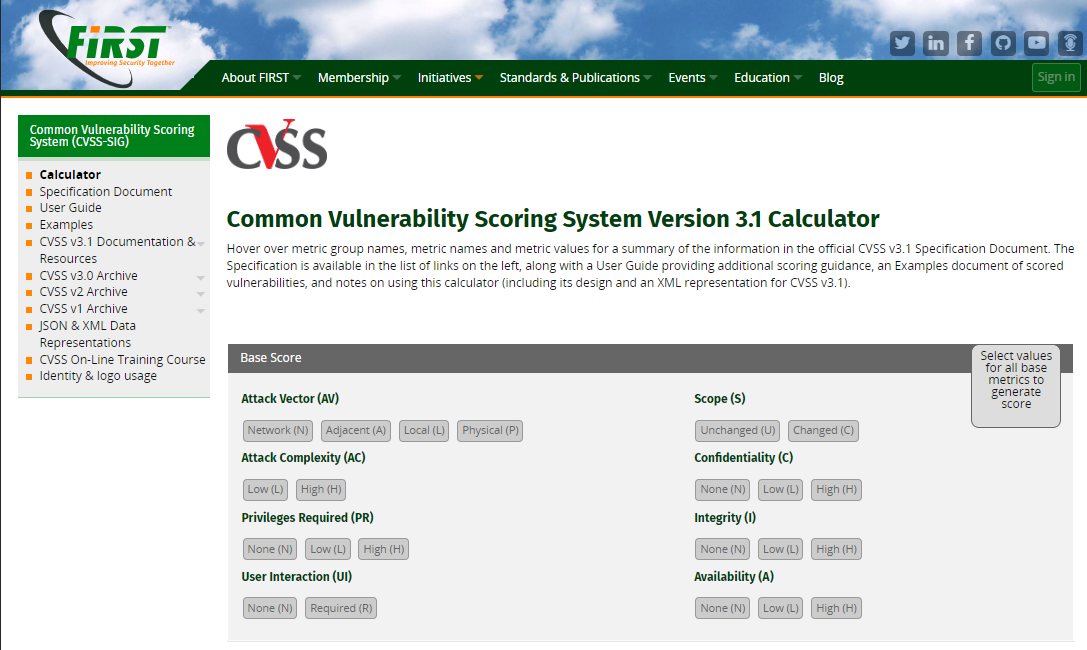 FiRST
Improving Security Together
About FIRST
Membership
Initiatives
Standards & Publications
Events
Education
Blog
Sign in
Common Vulnerability Scoring
System (CVSS-SIG)
Calculator
Specification Document
User Guide
Examples
CVSS v3.1 Documentation &
Resources
CVSS v3.0 Archive
CVSS v2 Archive
CVSS v1 Archive
JSON & XML Data
Representations
CVSS On-Line Training Course
Identity & logo usage
CVSS
Common Vulnerability Scoring System Version 3.1 Calculator
Hover over metric group names, metric names and metric values for a summary of the information in the official CVSS v3.1 Specification Document. The
Specification is available in the list of links on the left, along with a User Guide providing additional scoring guidance, an Examples document of scored
vulnerabilities, and notes on using this calculator (including its design and an XML representation for CVSS v3.1).
Base Score
Select values
for all base
metrics to
generate
score
Attack Vector (AV)
Network (N) Adjacent (A) Local (L) Physical (P)
Attack Complexity (AC)
Low (L) High (H)
Privileges Required (PR)
None (N) Low (L) High (H)
User Interaction (UI)
None (N) Required (R)
Scope (S)
Unchanged (U) Changed (C)
Confidentiality (C)
None (N) Low (L) High (H)
Integrity (I)
None (N) Low (L) High (H)
Availability (A)
None (N) Low (L) High (H)